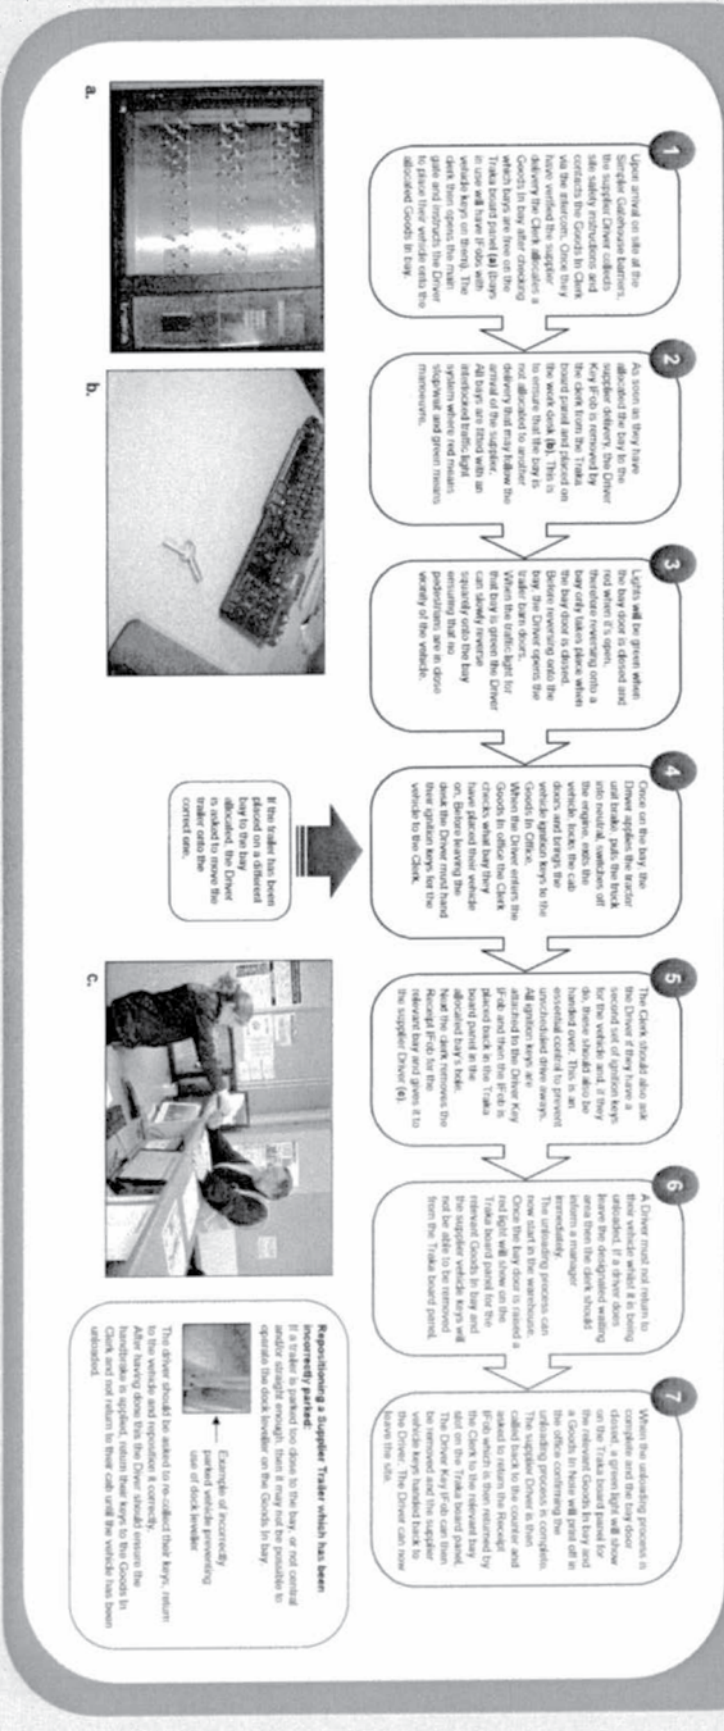 1
Upon arrival on site at the
Simpler Gatehouse barriers,
the supplier Driver collects
site safety instructions and
contacts the Goods In Clerk
via the intercom. Once they
have verified the supplier
delivery the Clerk allocates a
Goods In bay after checking
which bays are free on the
Traka board panel (a) (bays
in use will have iFobs with
vehicle keys on them). The
clerk then opens the main
gate and instructs the Driver
to place their vehicle onto the
allocated Goods In bay.
2
As soon as they have
allocated the bay to the
supplier delivery, the Driver
Key iFob is removed by
the clerk from the Traka
board panel and placed on
the work desk (b). This is
to ensure that the bay is
not allocated to another
delivery that may follow the
arrival of the supplier.
All bays are fitted with an
interlocked traffic light
system where red means
stop/wait and green means
manoeuvre.
3
Lights will be green when
the bay door is closed and
red when it's open,
therefore reversing onto a
bay only takes place when
the bay door is closed.
Before reversing onto the
bay, the Driver opens the
trailer barn doors.
When the traffic light for
that bay is green the Driver
can slowly reverse
squarely onto the bay
ensuring that no
pedestrians are in close
vicinity of the vehicle.
4
Once on the bay, the
Driver applies the tractor
unit brake, puts the truck
into neutral, switches off
the engine, exits the
vehicle, locks the cab
doors and brings the
vehicle ignition keys to the
Goods In Office.
When the Driver enters the
Goods In office the Clerk
checks what bay they
have placed their vehicle
on. Before leaving the
desk the Driver must hand
their ignition keys for the
vehicle to the Clerk.
5
The Clerk should also ask
the Driver if they have a
second set of ignition keys
for the vehicle and, if they
do, these should also be
handed over. This is an
essential control to prevent
unscheduled drive aways.
All ignition keys are
attached to the Driver Key
iFob and then the iFob is
placed back in the Traka
board panel in the
allocated bay's hole.
Next the clerk removes the
Receipt iFob for the
relevant bay and gives it to
the supplier Driver (c).
6
A Driver must not return to
their vehicle whilst it is being
unloaded. If a driver does
leave the designated waiting
area then the clerk should
inform a manager
immediately.
The unloading process can
now start in the warehouse.
Once the bay door is raised a
red light will show on the
Traka board panel for the
relevant Goods In bay and
the supplier vehicle keys will
not be able to be removed
from the Traka board panel.
7
When the unloading process is
complete and the bay door
closed, a green light will show
on the Traka board panel for
the relevant Goods In bay and
a Goods In Note will print off in
the office confirming the
unloading process is complete.
The supplier Driver is then
called back to the counter and
asked to return the Receipt
iFob which is then returned by
the Clerk to the relevant bay
slot on the Traka board panel.
The Driver Key iFob can then
be removed and the supplier
vehicle keys handed back to
the Driver. The Driver can now
leave the site.
If the trailer has been
placed on a different
bay to the bay
allocated, the Driver
is asked to move the
trailer onto the
correct one.
a.
b.
c.
Repositioning a Supplier Trailer which has been
incorrectly parked:
If a trailer is parked too close to the bay, or not central
and/or straight enough, then it may not be possible to
operate the dock leveller on the Goods In bay.
Example of incorrectly
parked vehicle preventing
use of dock leveller
The driver should be asked to re-collect their keys, return
to the vehicle and reposition it correctly.
After having done this the Driver should ensure the
handbrake is applied, return their keys to the Goods In
Clerk and not return to their cab until the vehicle has been
unloaded.